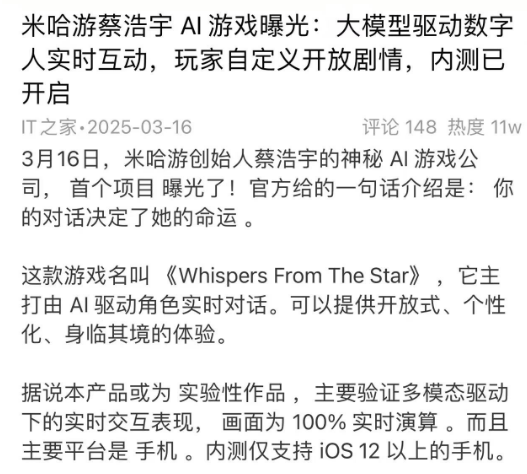 米哈游蔡浩宇 AI 游戏曝光：大模型驱动数字
人实时互动，玩家自定义开放剧情，内测已
开启
IT之家•2025-03-16 评论 148 热度 11w
3月16日，米哈游创始人蔡浩宇的神秘 AI 游戏公
司， 首个项目 曝光了！官方给的一句话介绍是： 你
的对话决定了她的命运 。
这款游戏名叫 《Whispers From The Star》 ，它主
打由 AI 驱动角色实时对话。可以提供开放式、个性
化、身临其境的体验。
据说本产品或为 实验性作品 ，主要验证多模态驱动
下的实时交互表现， 画面为 100% 实时演算 。而且
主要平台是 手机 。内测仅支持 iOS 12 以上的手机。